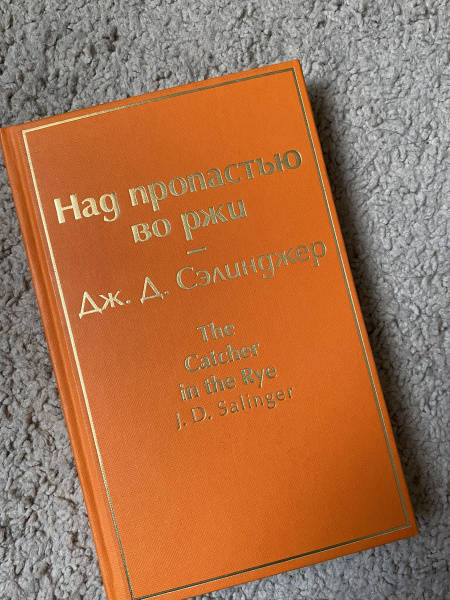 Над пропастью
во ржи
—
Дж. Д. Сэлинджер
The
Catcher
in the Rye
J. D. Salinger